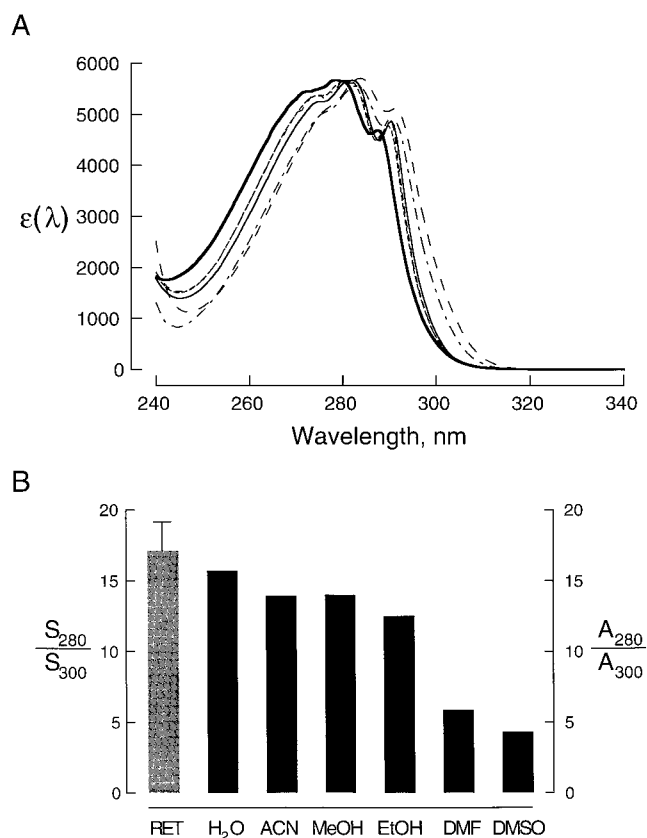 A
6000
5000
4000
3000
2000
1000
0
ε(λ)
240 260 280 300 320 340
Wavelength, nm
B
20
15
10
5
0
S280
S300
20
15
10
5
0
A280
A300
RET H2O ACN MeOH EtOH DMF DMSO